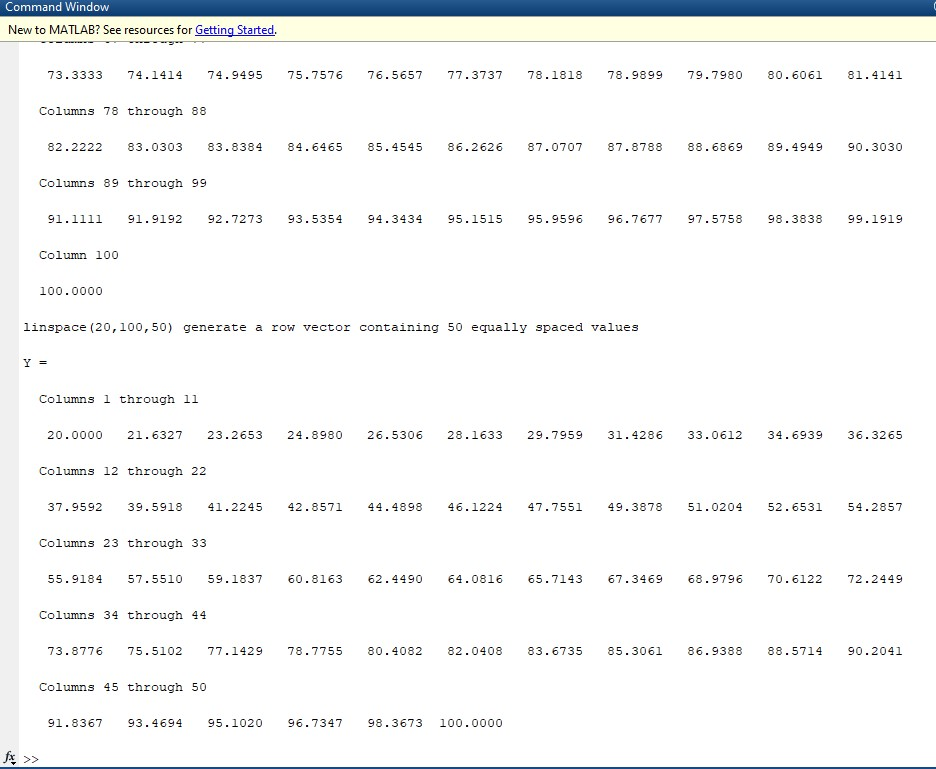 Command Window
New to MATLAB? See resources for Getting Started.
73.3333 74.1414 74.9495 75.7576 76.5657 77.3737 78.1818 78.9899 79.7980 80.6061 81.4141
Columns 78 through 88
82.2222 83.0303 83.8384 84.6465 85.4545 86.2626 87.0707 87.8788 88.6869 89.4949 90.3030
Columns 89 through 99
91.1111 91.9192 92.7273 93.5354 94.3434 95.1515 95.9596 96.7677 97.5758 98.3838 99.1919
Column 100
100.0000
linspace(20,100,50) generate a row vector containing 50 equally spaced values
Y =
Columns 1 through 11
20.0000 21.6327 23.2653 24.8980 26.5306 28.1633 29.7959 31.4286 33.0612 34.6939 36.3265
Columns 12 through 22
37.9592 39.5918 41.2245 42.8571 44.4898 46.1224 47.7551 49.3878 51.0204 52.6531 54.2857
Columns 23 through 33
55.9184 57.5510 59.1837 60.8163 62.4490 64.0816 65.7143 67.3469 68.9796 70.6122 72.2449
Columns 34 through 44
73.8776 75.5102 77.1429 78.7755 80.4082 82.0408 83.6735 85.3061 86.9388 88.5714 90.2041
Columns 45 through 50
91.8367 93.4694 95.1020 96.7347 98.3673 100.0000
fx >>